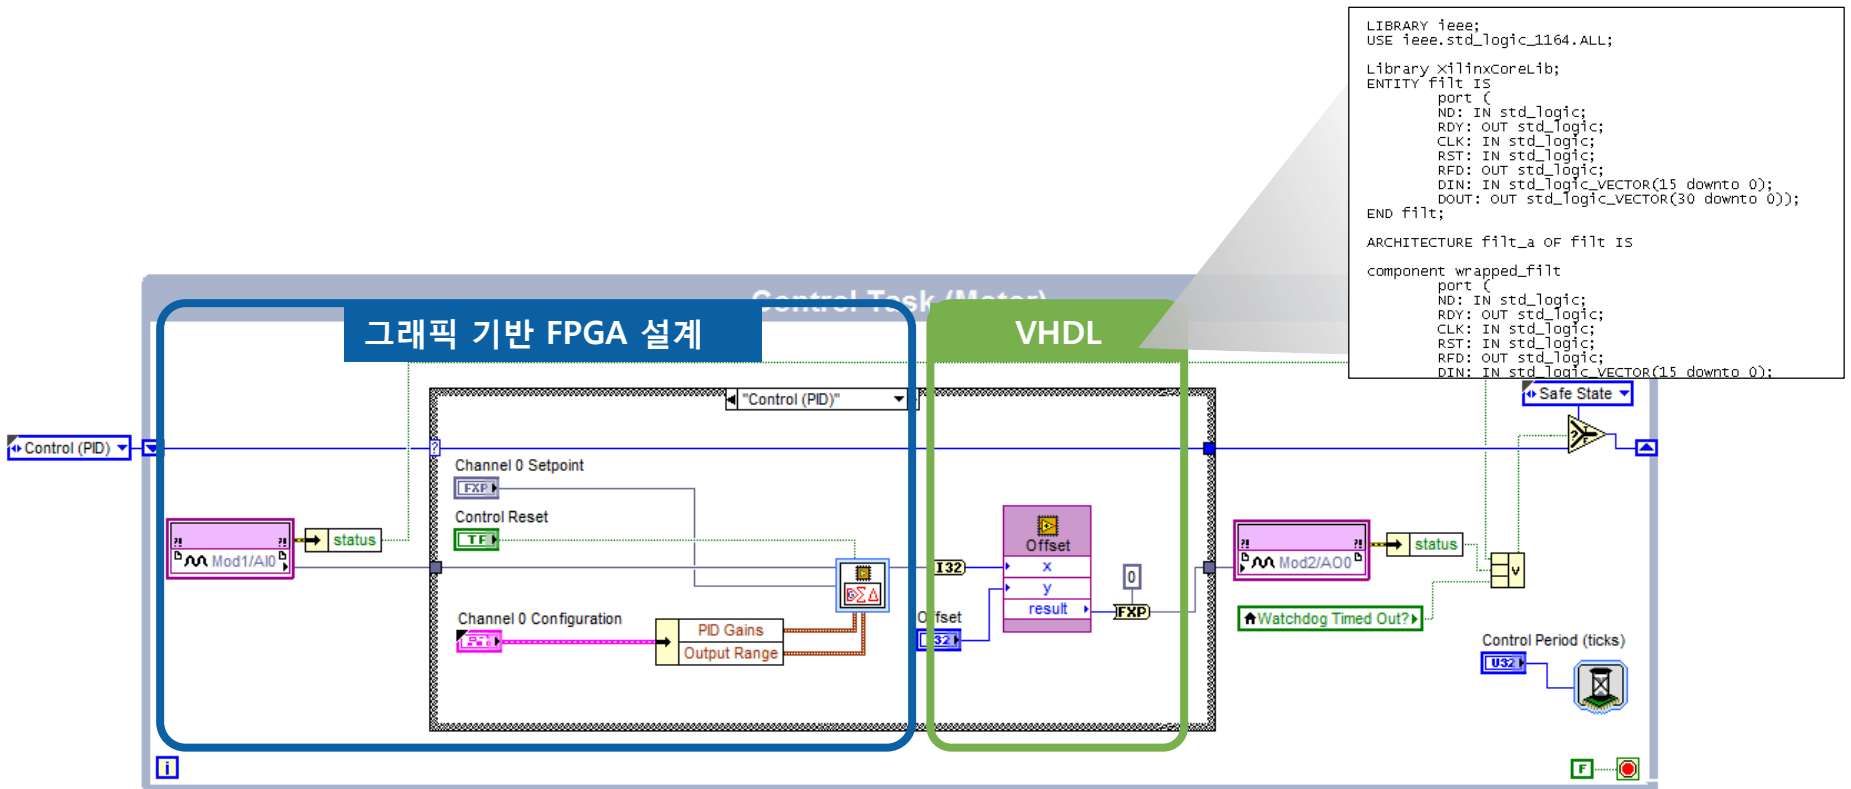 LIBRARY ieee;
USE ieee.std_logic_1164.ALL;
Library XilinxCoreLib;
ENTITY filt IS
port (
ND: IN std_logic;
RDY: OUT std_logic;
CLK: IN std_logic;
RST: IN std_logic;
RFD: OUT std_logic;
DIN: IN std_logic_VECTOR(15 downto 0);
DOUT: OUT std_logic_VECTOR(30 downto 0));
END filt;
ARCHITECTURE filt_a OF filt IS
component wrapped_filt
port (
ND: IN std_logic;
RDY: OUT std_logic;
CLK: IN std_logic;
RST: IN std_logic;
RFD: OUT std_logic;
DIN: IN std_logic_VECTOR(15 downto 0);
Control Task (Motor)
그래픽 기반 FPGA 설계
VHDL
"Control (PID)"
Safe State
Control (PID)
?
Channel 0 Setpoint
FXP
Control Reset
TF
Mod1/AI0
status
I32
Offset
x
y
result
0
FXP
Mod2/AO0
status
V
Channel 0 Configuration
PID Gains
Output Range
Offset
I32
Watchdog Timed Out?
Control Period (ticks)
U32
i
F